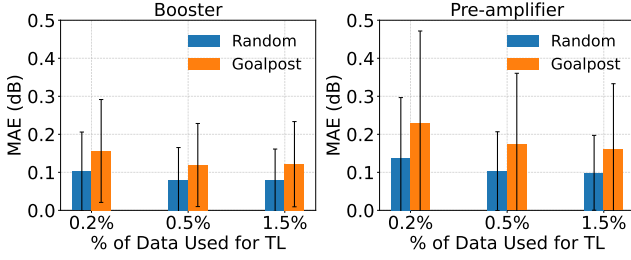 Booster
MAE (dB)
0.5
0.4
0.3
0.2
0.1
0.0
Random
Goalpost
0.2% 0.5% 1.5%
% of Data Used for TL
Pre-amplifier
MAE (dB)
0.5
0.4
0.3
0.2
0.1
0.0
Random
Goalpost
0.2% 0.5% 1.5%
% of Data Used for TL